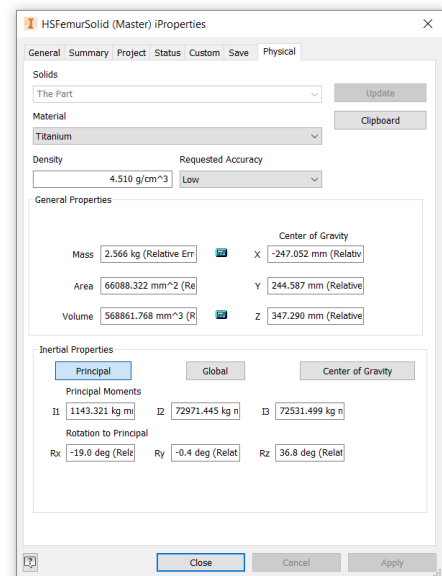 HSFemurSolid (Master) iProperties
General Summary Project Status Custom Save Physical
Solids
The Part
Update
Material
Clipboard
Titanium
Density Requested Accuracy
4.510 g/cm^3 Low
General Properties
Center of Gravity
Mass 2.566 kg (Relative Err X -247.052 mm (Relativ
Area 66088.322 mm^2 (Re Y 244.587 mm (Relative
Volume 568861.768 mm^3 (R Z 347.290 mm (Relative
Inertial Properties
Principal Global Center of Gravity
Principal Moments
I1 1143.321 kg m I2 72971.445 kg n I3 72531.499 kg n
Rotation to Principal
Rx -19.0 deg (Rela Ry -0.4 deg (Relat Rz 36.8 deg (Relat
? Close Cancel Apply